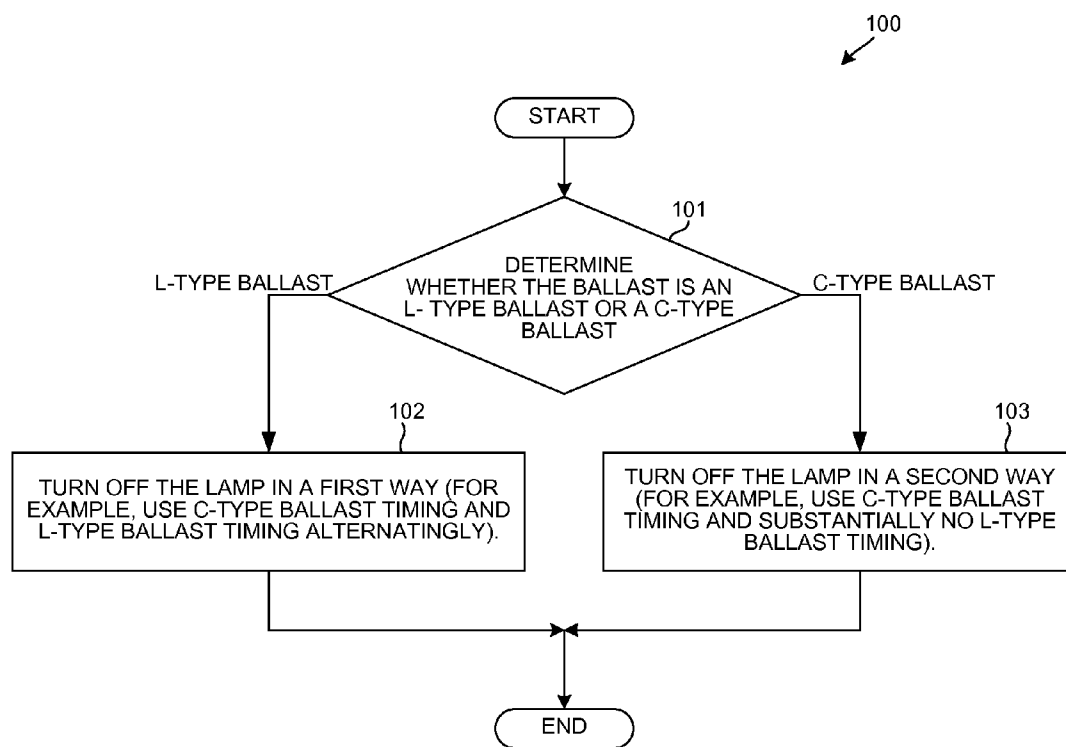 100
START
101
DETERMINE
WHETHER THE BALLAST IS AN
L- TYPE BALLAST OR A C-TYPE
BALLAST
L-TYPE BALLAST
C-TYPE BALLAST
102
TURN OFF THE LAMP IN A FIRST WAY (FOR
EXAMPLE, USE C-TYPE BALLAST TIMING AND
L-TYPE BALLAST TIMING ALTERNATINGLY).
103
TURN OFF THE LAMP IN A SECOND WAY
(FOR EXAMPLE, USE C-TYPE BALLAST
TIMING AND SUBSTANTIALLY NO L-TYPE
BALLAST TIMING).
END